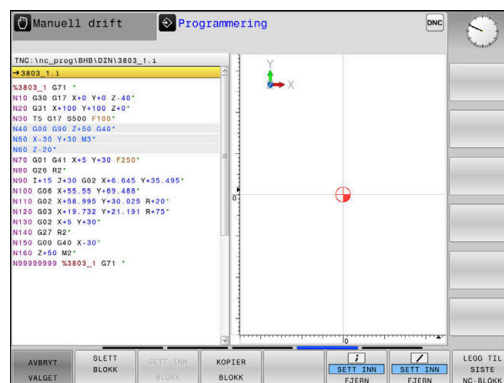 Manuell drift
Programmering
DNC
TNC:\nc_prog\BHB\DIN\3803_1.i
→3803_1.i
%3803_1 G71 *
N10 G30 G17 X+0 Y+0 Z-40*
N20 G31 X+100 Y+100 Z+0*
N30 T5 G17 S500 F100*
N40 G00 G90 Z+50 G40*
N50 X-30 Y+30 M3*
N60 Z-20*
N70 G01 G41 X+5 Y+30 F250*
N80 G26 R2*
N90 I+15 J+30 G02 X+6.645 Y+35.495*
N100 G06 X+55.55 Y+69.488*
N110 G02 X+58.995 Y+30.025 R+20*
N120 G03 X+19.732 Y+21.191 R+75*
N130 G02 X+5 Y+30*
N140 G27 R2*
N150 G00 G40 X-30*
N160 Z+50 M2*
N99999999 %3803_1 G71 *
Y
X
0
0
AVBRYT
VALGET
SLETT
BLOKK
SETT INN
BLOKK
KOPIER
BLOKK
;
SETT INN
FJERN
/
SETT INN
FJERN
LEGG TIL
SISTE
NC-BLOKK